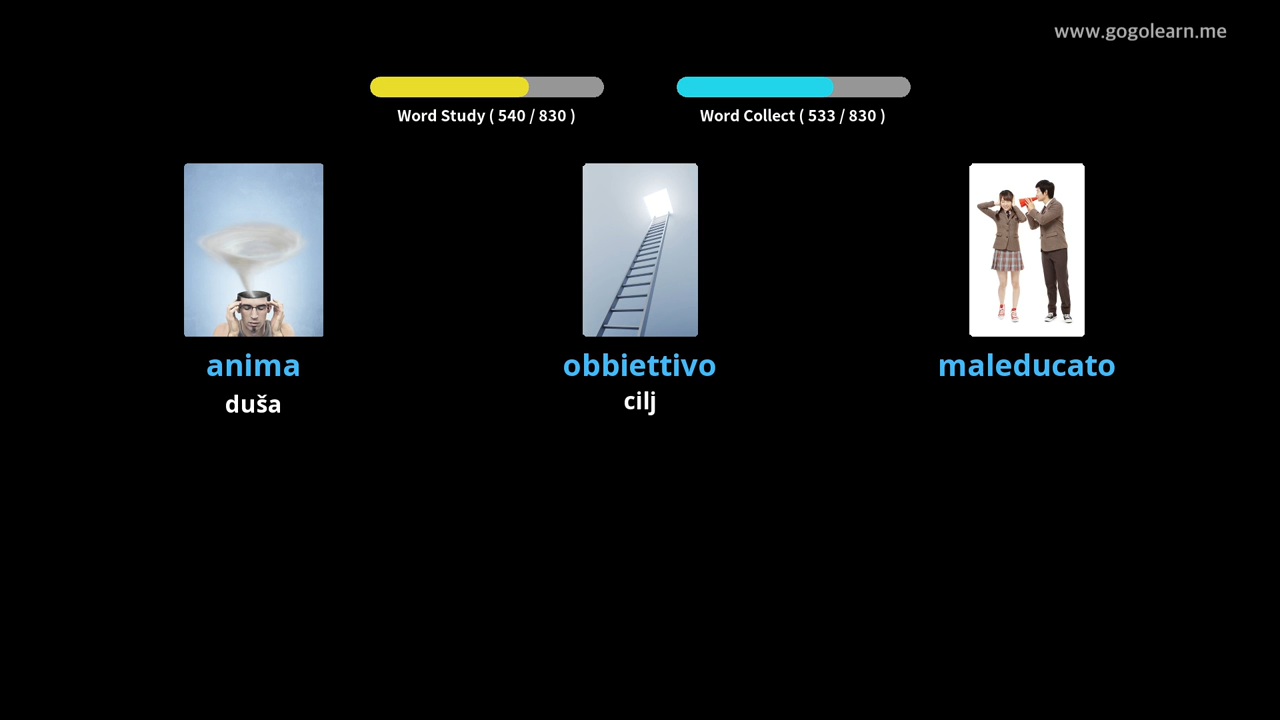 www.gogolearn.me
Word Study ( 540 / 830 )
Word Collect ( 533 / 830 )
anima
duša
obbiettivo
cilj
maleducato